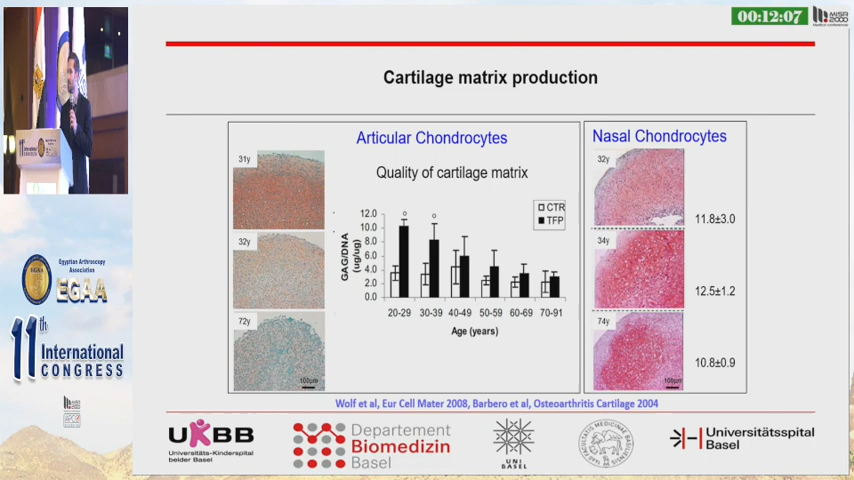 00:12:07
MISR
2000
Cartilage matrix production
Articular Chondrocytes
Nasal Chondrocytes
Quality of cartilage matrix
31y
32y
72y
100µm
GAG/DNA
(ug/ug)
12.0
10.0
8.0
6.0
4.0
2.0
0.0
CTR
TFP
20-29 30-39 40-49 50-59 60-69 70-91
Age (years)
32y
11.8±3.0
34y
12.5±1.2
74y
10.8±0.9
100µm
Wolf et al, Eur Cell Mater 2008, Barbero et al, Osteoarthritis Cartilage 2004
UKBB
Universitäts-Kinderspital
beider Basel
Departement
Biomedizin
Basel
UNI
BASEL
Universitätsspital
Basel
Egyptian Arthroscopy
Association
EGAA
11th
International
CONGRESS